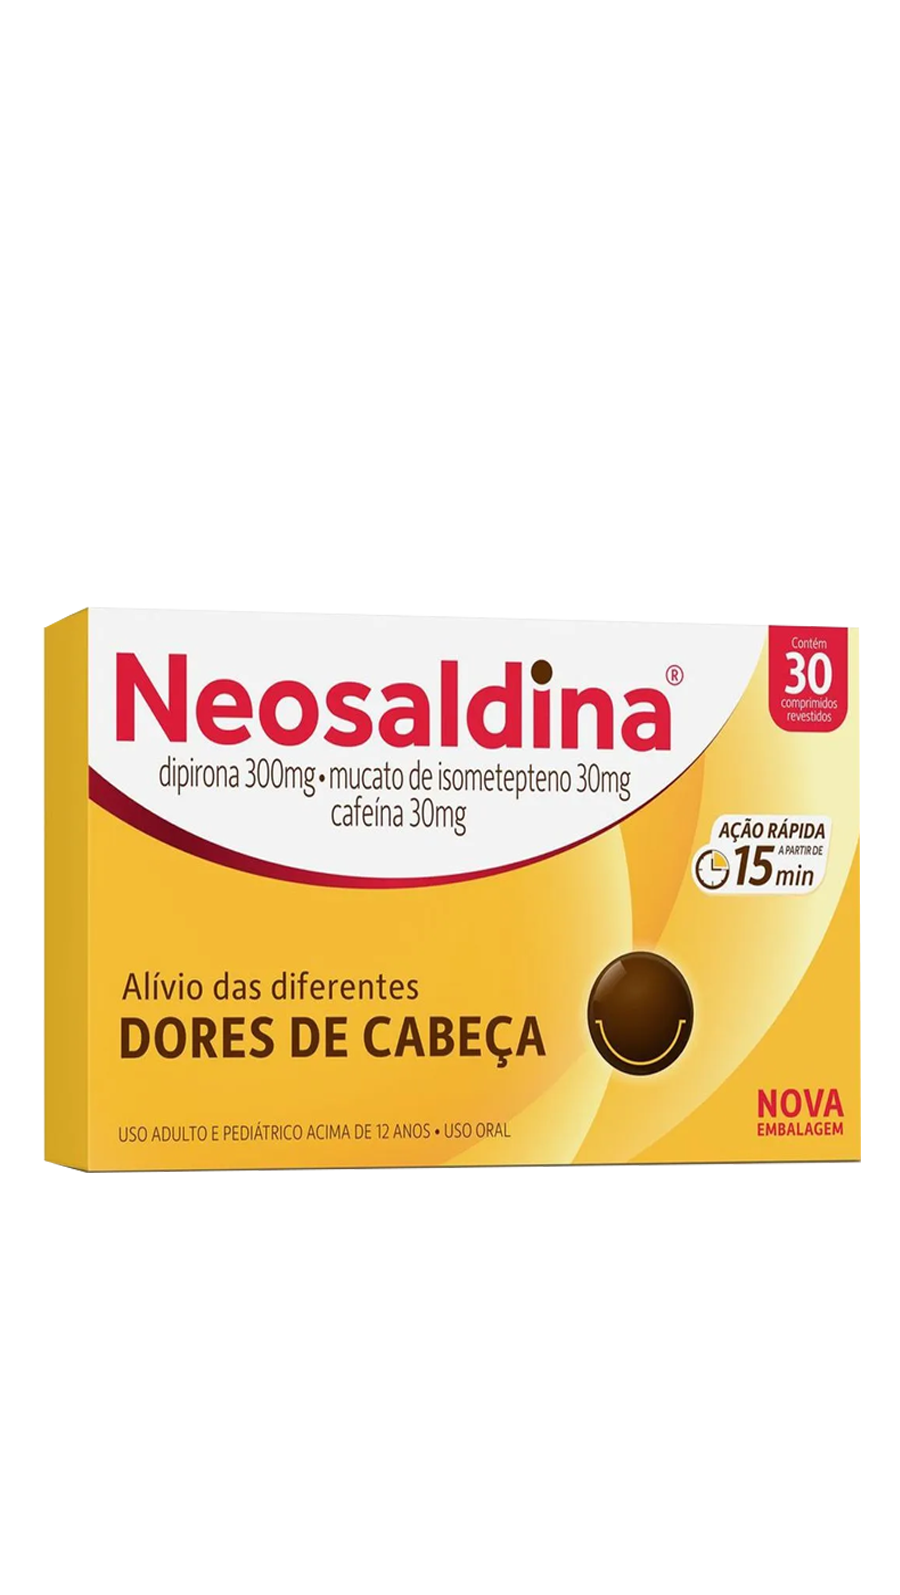 Neosaldina®
dipirona 300mg • mucato de isometepteno 30mg
cafeína 30mg
Contém
30
comprimidos
revestidos
AÇÃO RÁPIDA
A PARTIR DE
15 min
Alívio das diferentes
DORES DE CABEÇA
USO ADULTO E PEDIÁTRICO ACIMA DE 12 ANOS • USO ORAL
NOVA
EMBALAGEM